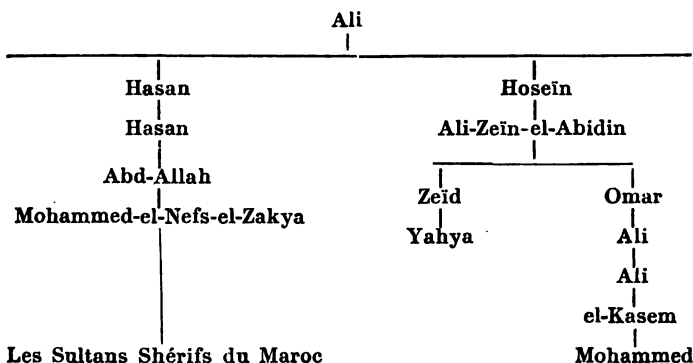 Ali
Hasan Hoseïn
Hasan Ali-Zeïn-el-Abidin
Abd-Allah
Zeïd Omar
Mohammed-el-Nefs-el-Zakya
Yahya Ali
Ali
el-Kasem
Les Sultans Shérifs du Maroc Mohammed